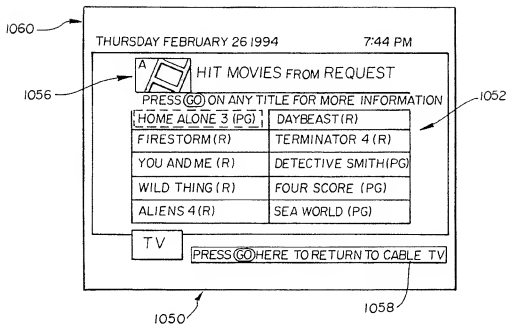 1060
THURSDAY FEBRUARY 26 1994 7:44 PM
1056
A
HIT MOVIES FROM REQUEST
PRESS GO ON ANY TITLE FOR MORE INFORMATION
1052
HOME ALONE 3 (PG) DAYBEAST (R)
FIRESTORM (R) TERMINATOR 4 (R)
YOU AND ME (R) DETECTIVE SMITH (PG)
WILD THING (R) FOUR SCORE (PG)
ALIENS 4 (R) SEA WORLD (PG)
TV
PRESS GO HERE TO RETURN TO CABLE TV
1050
1058